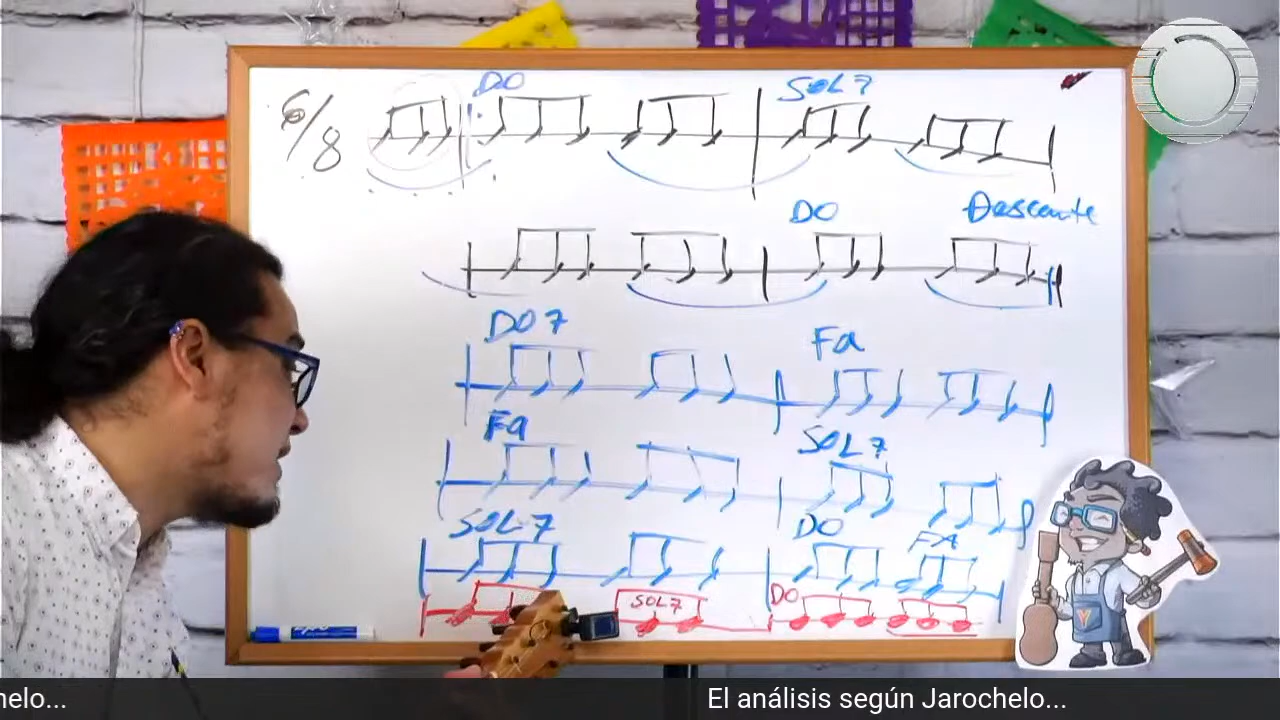 6/8 DO SOL7
DO Descante
DO7 Fa
Fa SOL7
SOL7 DO FA
SOL7 DO
Y
helo... El análisis según Jarochelo...